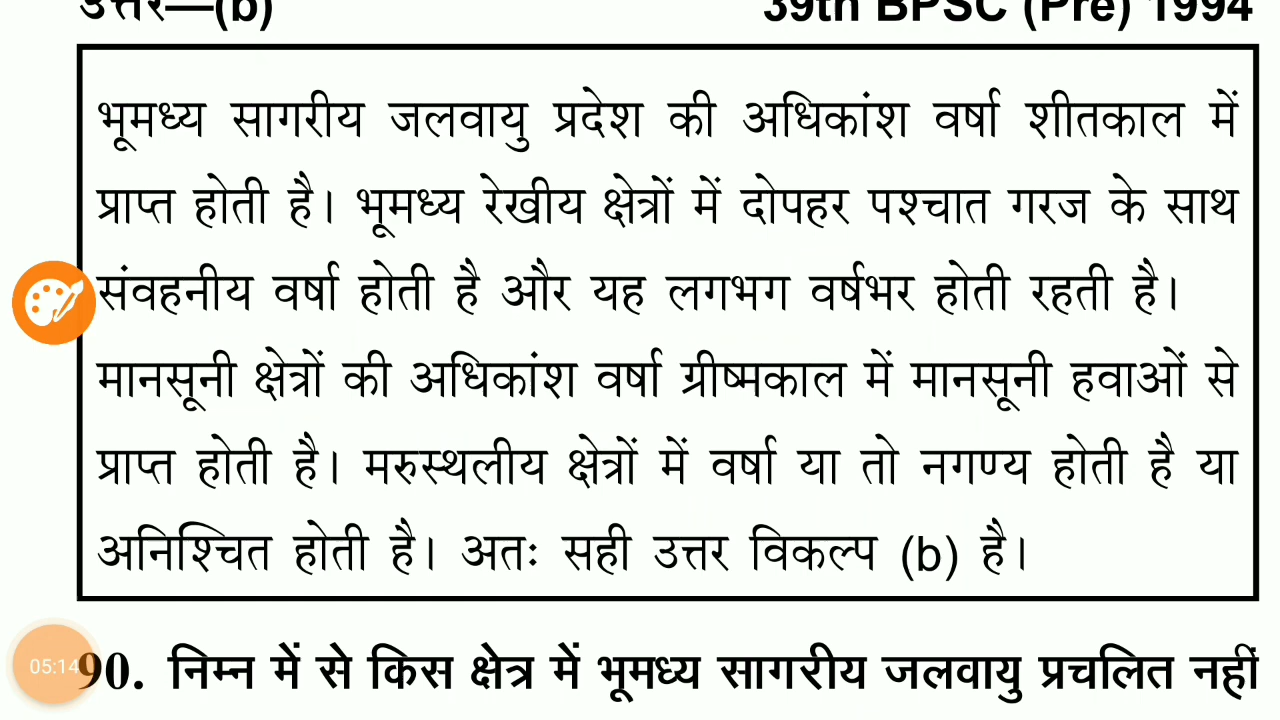 उत्तर—(b) 39th BPSC (Pre) 1994
भूमध्य सागरीय जलवायु प्रदेश की अधिकांश वर्षा शीतकाल में
प्राप्त होती है। भूमध्य रेखीय क्षेत्रों में दोपहर पश्चात गरज के साथ
संवहनीय वर्षा होती है और यह लगभग वर्षभर होती रहती है।
मानसूनी क्षेत्रों की अधिकांश वर्षा ग्रीष्मकाल में मानसूनी हवाओं से
प्राप्त होती है। मरुस्थलीय क्षेत्रों में वर्षा या तो नगण्य होती है या
अनिश्चित होती है। अतः सही उत्तर विकल्प (b) है।
05:14
90. निम्न में से किस क्षेत्र में भूमध्य सागरीय जलवायु प्रचलित नहीं